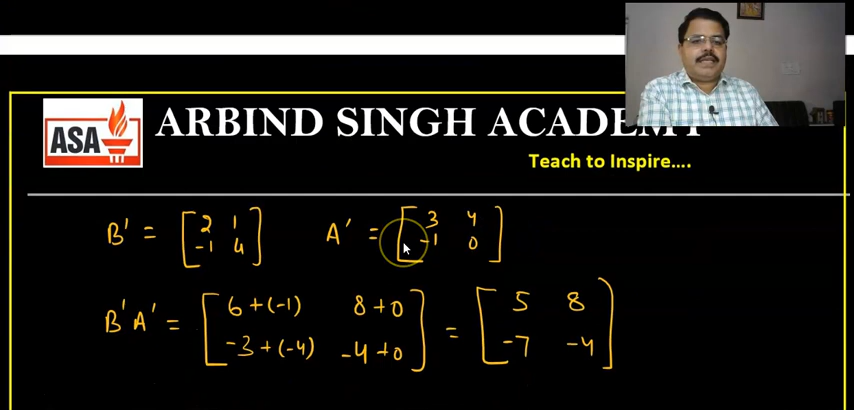 ARBIND SINGH ACADEMY
ASA
Teach to Inspire....
B' = [2 1
-1 4]
A' = [3 4
-1 0]
B'A' = [6+(-1) 8+0
-3+(-4) -4+0] = [5 8
-7 -4]